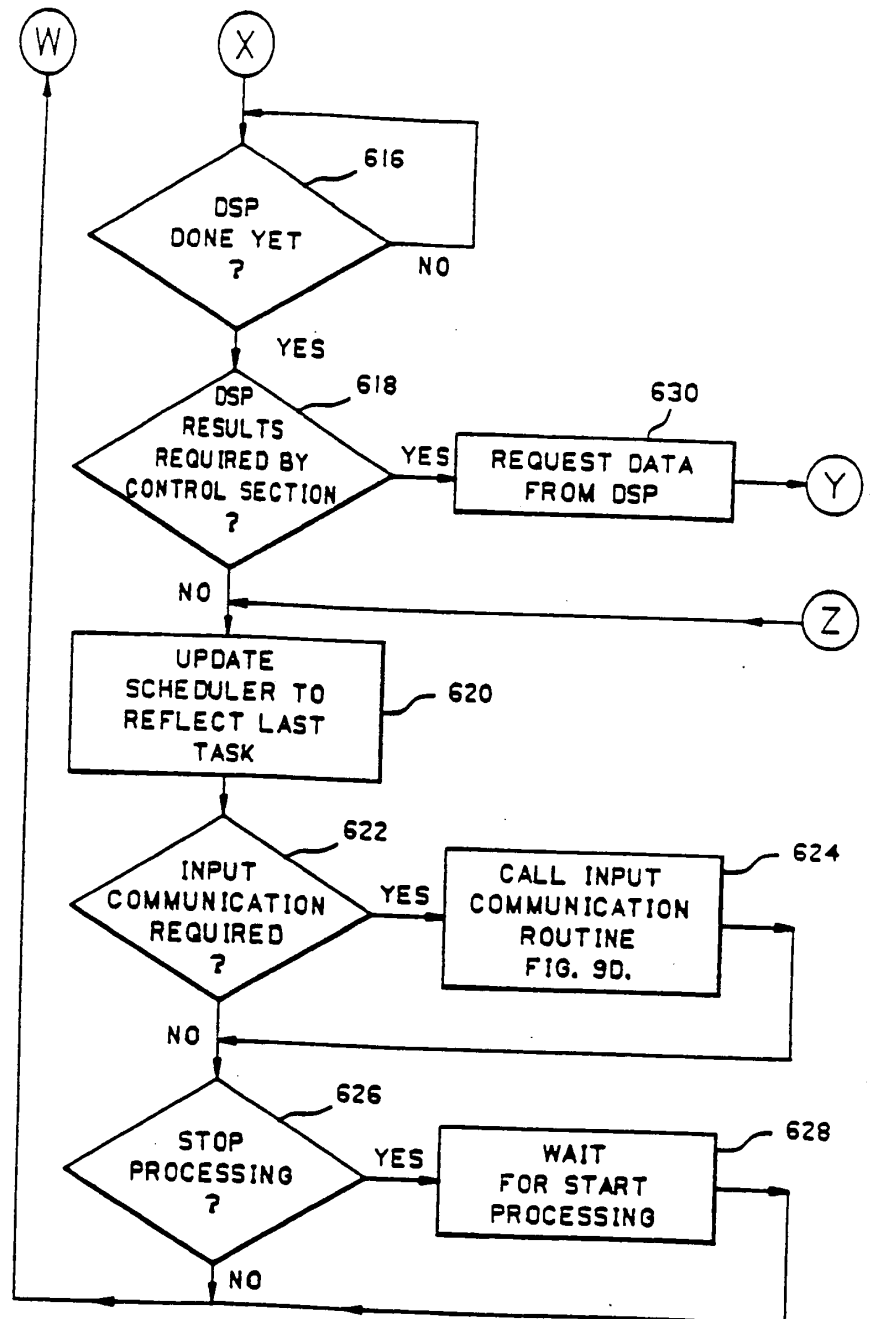 W
X
616
DSP
DONE YET
?
NO
YES
618
DSP
RESULTS
REQUIRED BY
CONTROL SECTION
?
YES
630
REQUEST DATA
FROM DSP
Y
NO
Z
UPDATE
SCHEDULER TO
REFLECT LAST
TASK
620
622
INPUT
COMMUNICATION
REQUIRED
?
YES
624
CALL INPUT
COMMUNICATION
ROUTINE
FIG. 9D.
NO
626
STOP
PROCESSING
?
YES
628
WAIT
FOR START
PROCESSING
NO